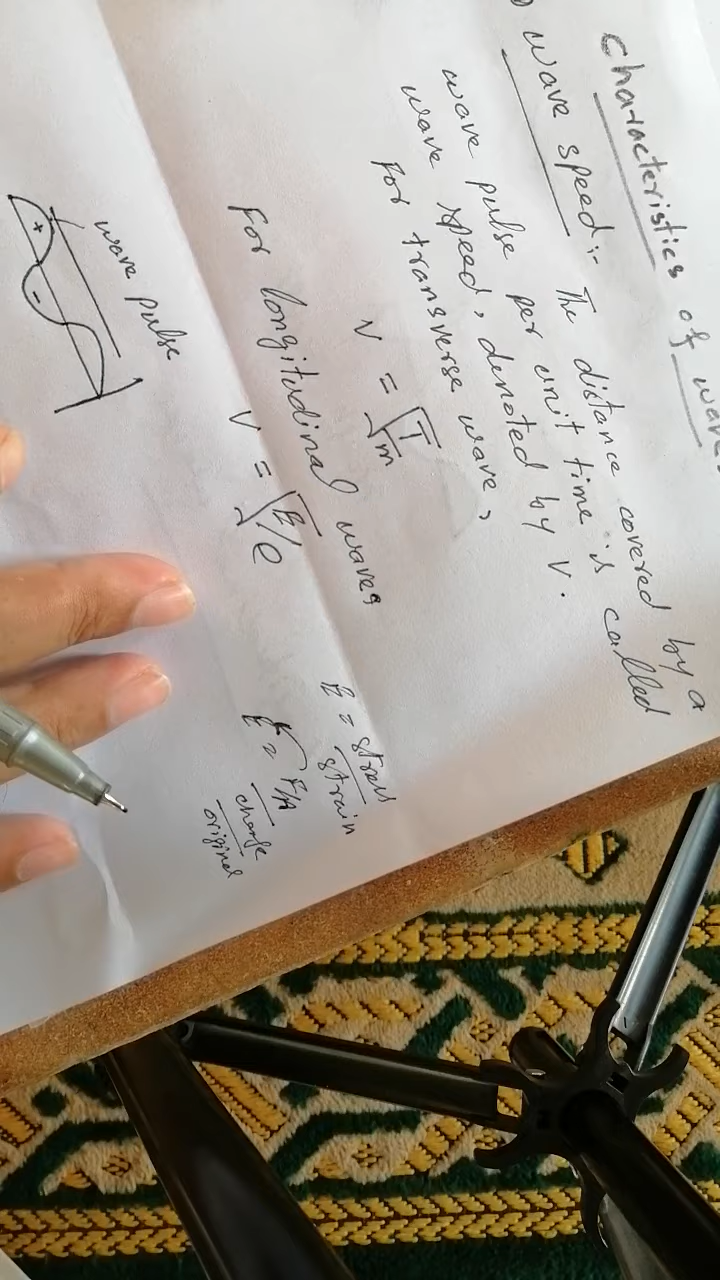 Characteristics of wave
wave speed:- The distance covered by a
wave pulse per unit time is called
wave speed, denoted by V.
For transverse wave,
V = √T/m
For longitudinal waves
V = √E/ρ
E = stress/strain
E = F/A
change
original
wave pulse
+ -